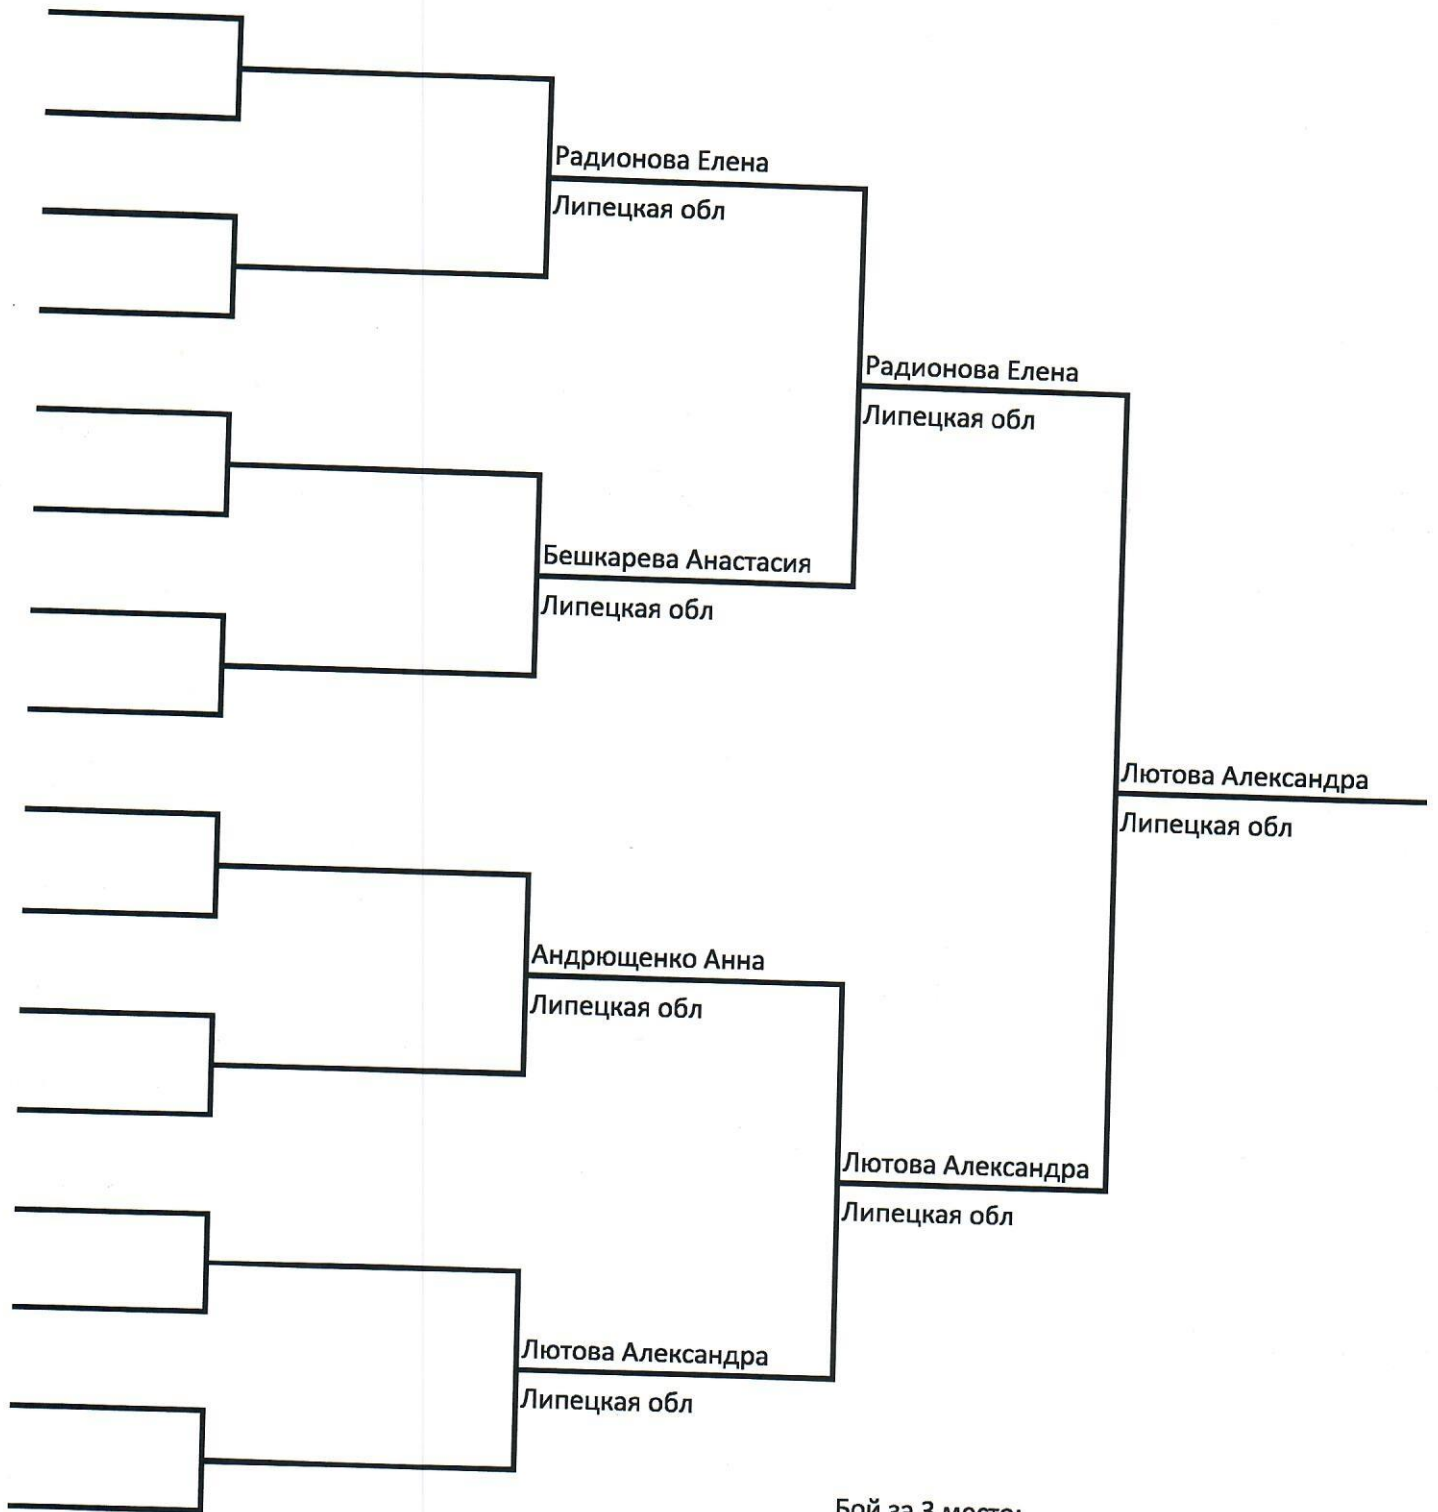 Радионова Елена
Липецкая обл
Радионова Елена
Липецкая обл
Бешкарева Анастасия
Липецкая обл
Лютова Александра
Липецкая обл
Андрющенко Анна
Липецкая обл
Лютова Александра
Липецкая обл
Лютова Александра
Липецкая обл
Бой за 3 место: